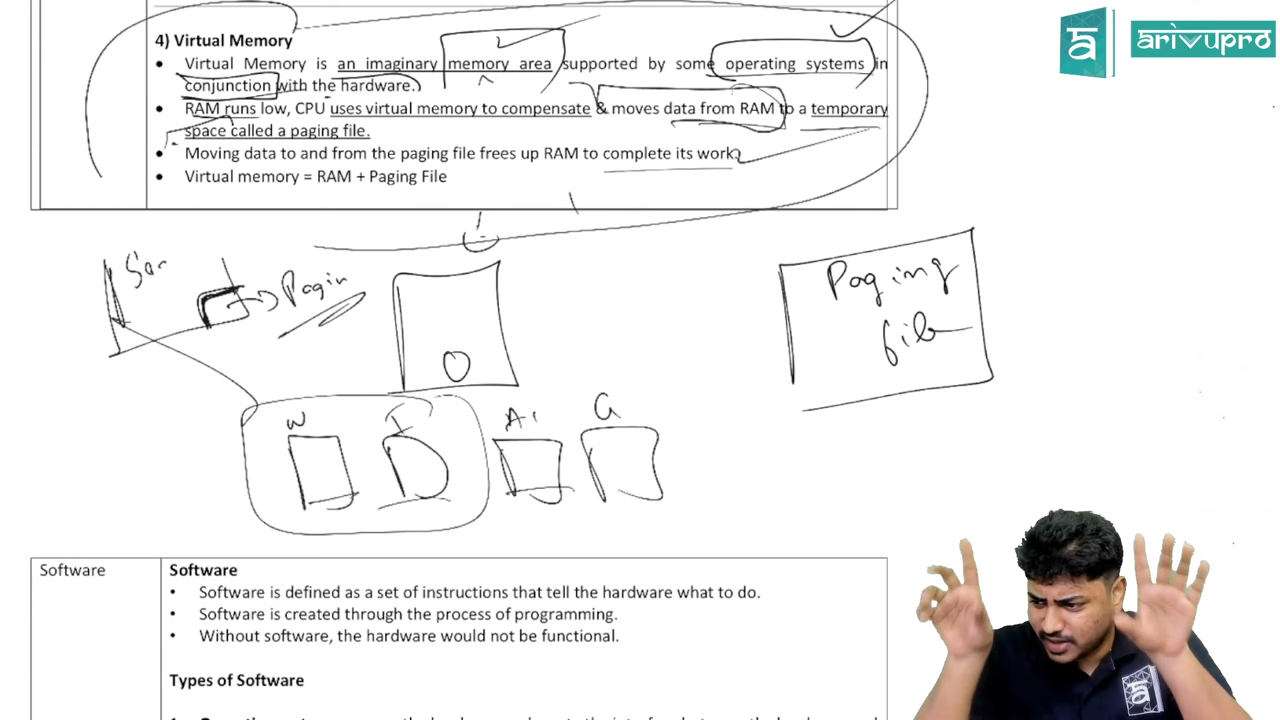 ā
arivupro
4) Virtual Memory
• Virtual Memory is an imaginary memory area supported by some operating systems in
conjunction with the hardware.
• RAM runs low, CPU uses virtual memory to compensate & moves data from RAM to a temporary
space called a paging file.
• Moving data to and from the paging file frees up RAM to complete its work.
• Virtual memory = RAM + Paging File
Pagin
Paging
file
W I A G
Software
Software
• Software is defined as a set of instructions that tell the hardware what to do.
• Software is created through the process of programming.
• Without software, the hardware would not be functional.
Types of Software